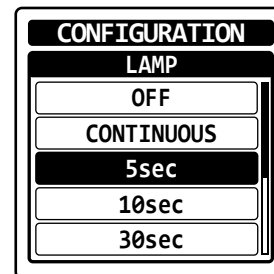 CONFIGURATION
LAMP
OFF
CONTINUOUS
5sec
10sec
30sec